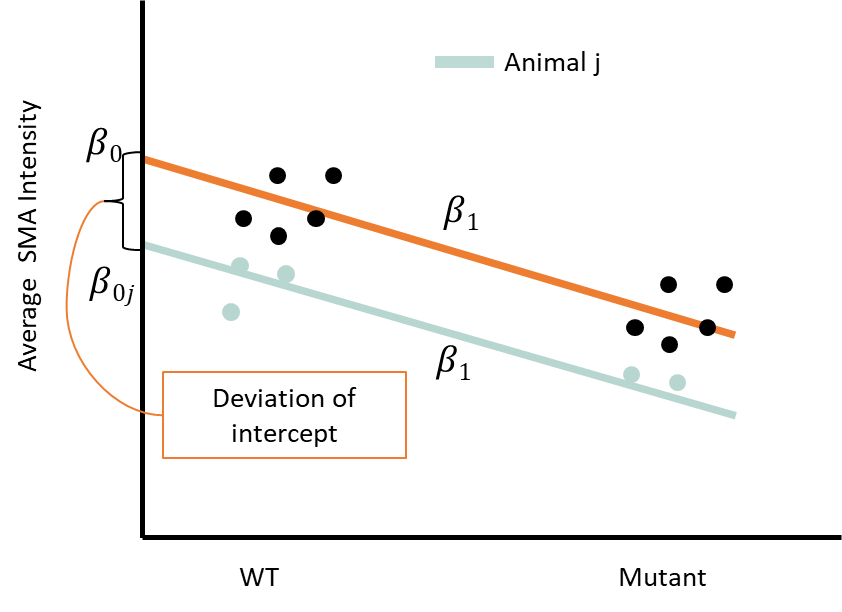 Animal j
β₀
β₁
Average SMA Intensity
β₀ⱼ
β₁
Deviation of
intercept
WT
Mutant